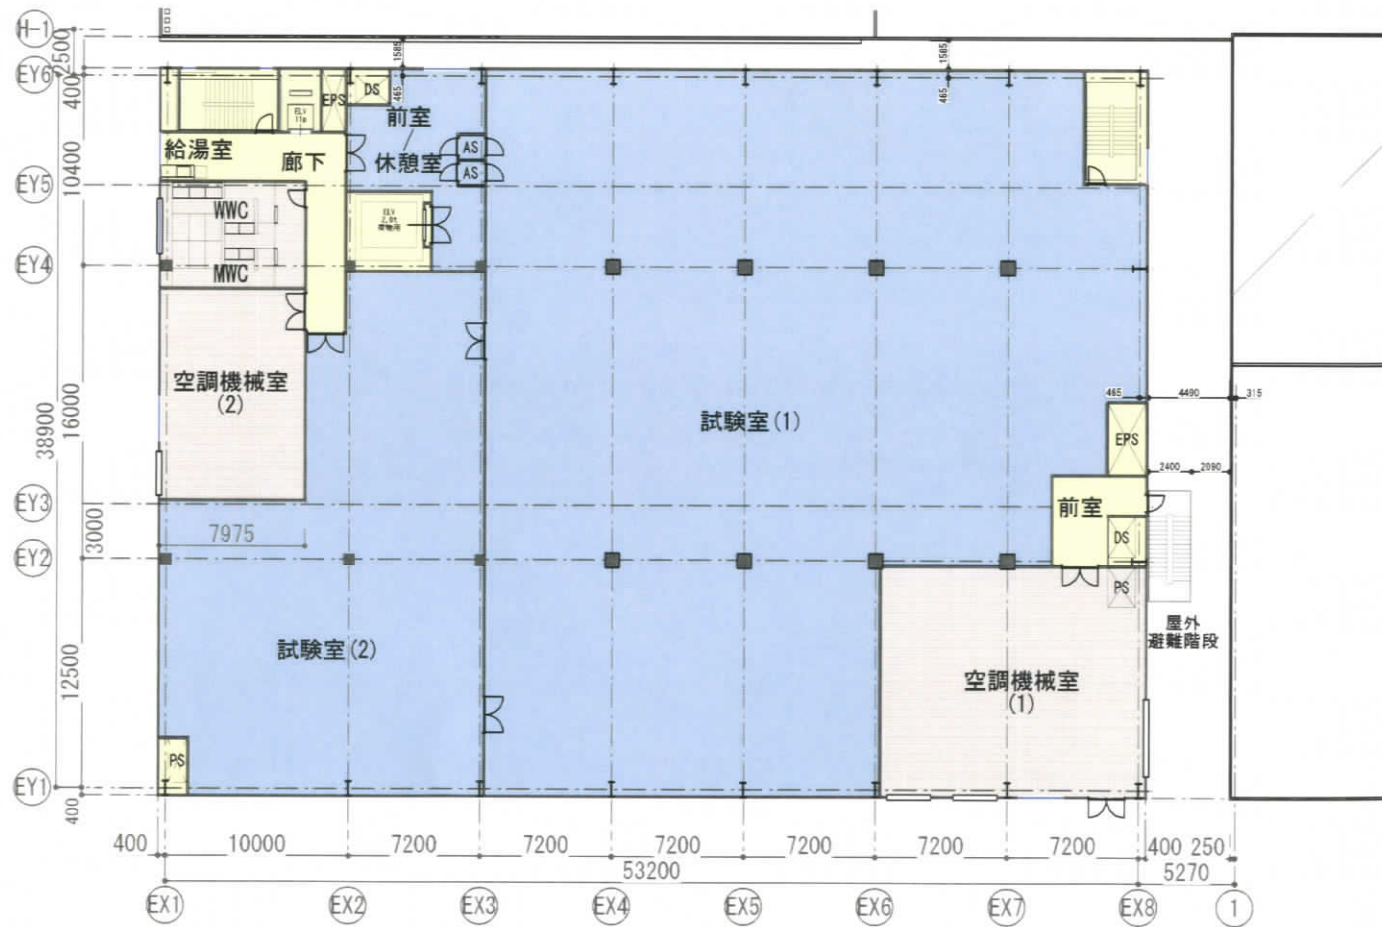 H-1
2500
1585
1585
EY6
400
465
465
EPS
DS
前室
給湯室
廊下
休憩室
AS
AS
10400
EY5
WWC
EY4
MWC
空調機械室
(2)
465
4490
315
試験室(1)
EPS
16000
38900
2400
2090
EY3
前室
7975
3000
DS
EY2
PS
屋外
避難階段
試験室(2)
空調機械室
(1)
12500
PS
EY1
400
400
10000
7200
7200
7200
7200
7200
7200
400
250
53200
5270
EX1
EX2
EX3
EX4
EX5
EX6
EX7
EX8
1